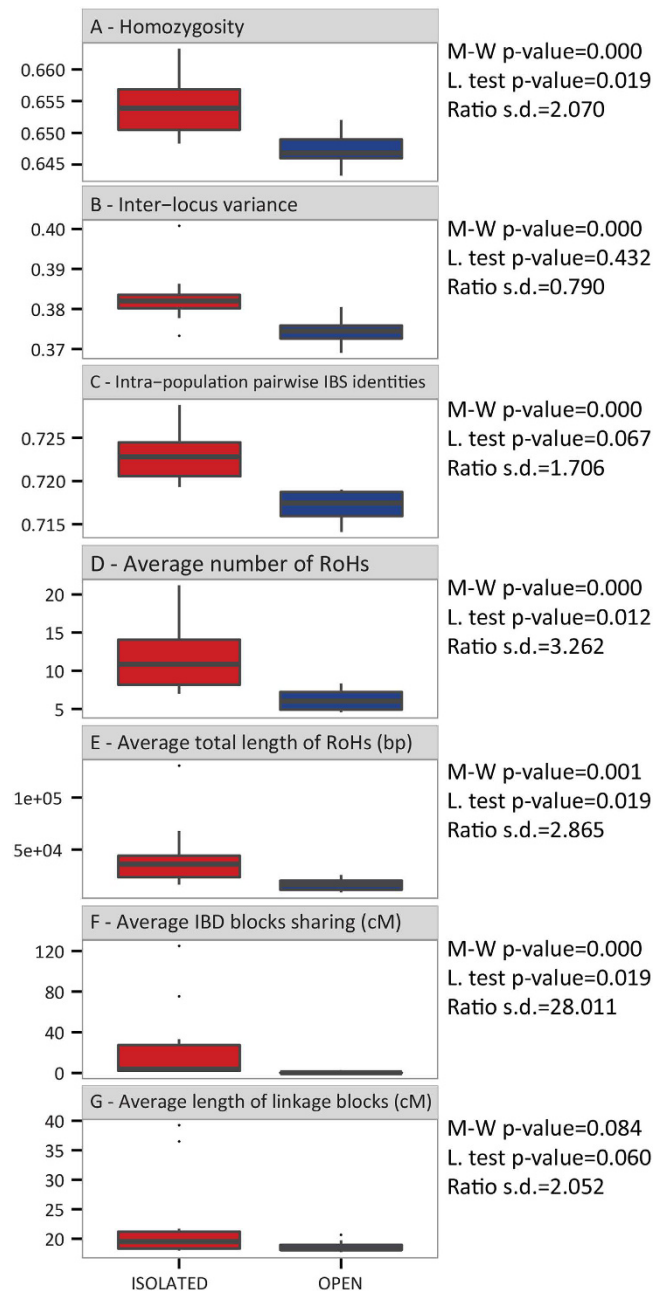 A - Homozygosity
0.660
0.655
0.650
0.645
M-W p-value=0.000
L. test p-value=0.019
Ratio s.d.=2.070
B - Inter-locus variance
0.40
0.39
0.38
0.37
M-W p-value=0.000
L. test p-value=0.432
Ratio s.d.=0.790
C - Intra-population pairwise IBS identities
0.725
0.720
0.715
M-W p-value=0.000
L. test p-value=0.067
Ratio s.d.=1.706
D - Average number of RoHs
20
15
10
5
M-W p-value=0.000
L. test p-value=0.012
Ratio s.d.=3.262
E - Average total length of RoHs (bp)
1e+05
5e+04
M-W p-value=0.001
L. test p-value=0.019
Ratio s.d.=2.865
F - Average IBD blocks sharing (cM)
120
80
40
0
M-W p-value=0.000
L. test p-value=0.019
Ratio s.d.=28.011
G - Average length of linkage blocks (cM)
40
35
30
25
20
M-W p-value=0.084
L. test p-value=0.060
Ratio s.d.=2.052
ISOLATED OPEN